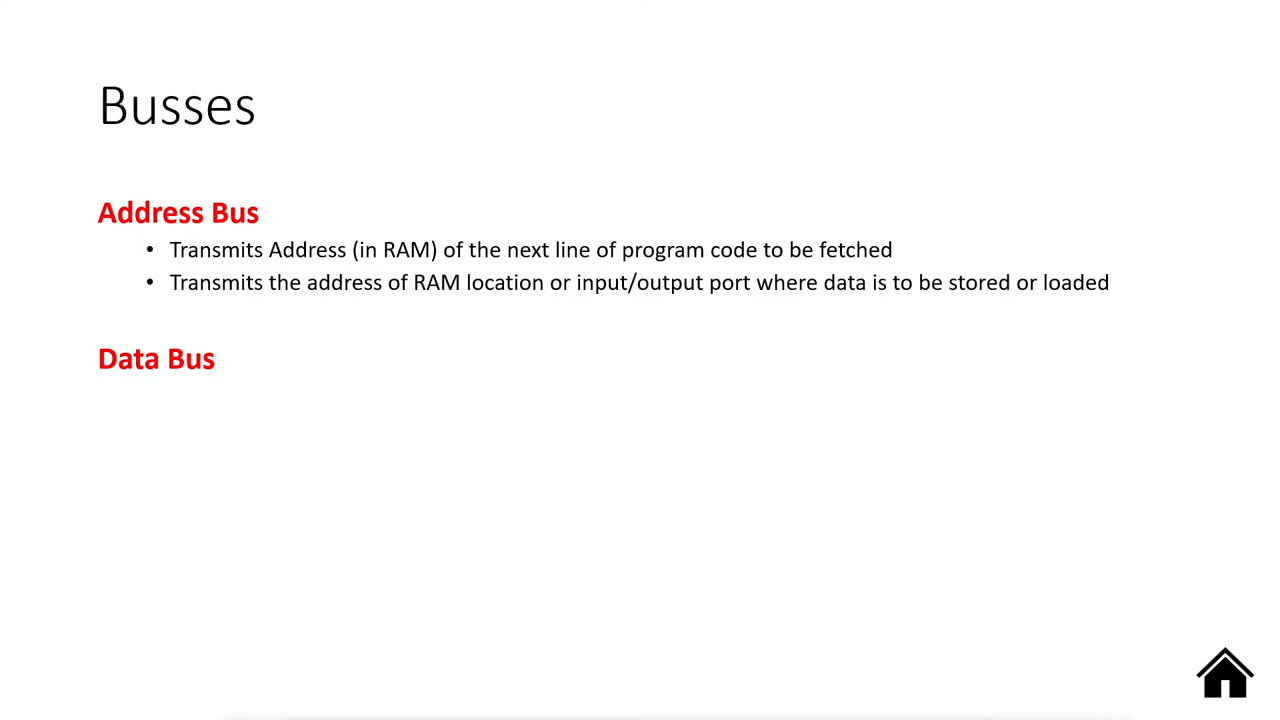 Busses
Address Bus
• Transmits Address (in RAM) of the next line of program code to be fetched
• Transmits the address of RAM location or input/output port where data is to be stored or loaded
Data Bus